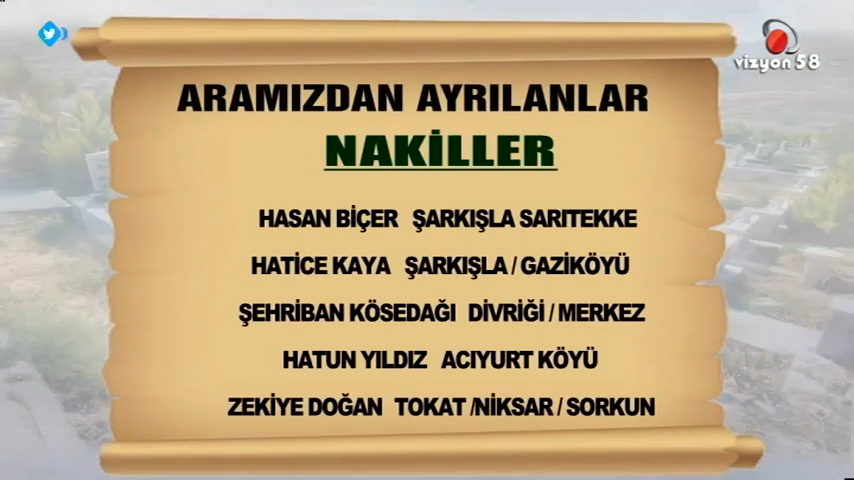 vizyon 58
ARAMIZDAN AYRILANLAR
NAKİLLER
HASAN BİÇER ŞARKIŞLA SARITEKKE
HATİCE KAYA ŞARKIŞLA / GAZİKÖYÜ
ŞEHRİBAN KÖSEDAĞI DİVRİĞİ / MERKEZ
HATUN YILDIZ ACIYURT KÖYÜ
ZEKİYE DOĞAN TOKAT /NİKSAR / SORKUN